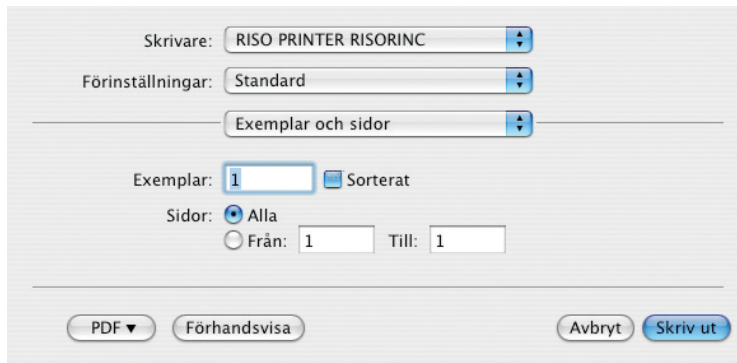 Skrivare: RISO PRINTER RISORINC
Förinställningar: Standard
Exemplar och sidor
Exemplar: 1 Sorterat
Sidor: Alla
Från: 1 Till: 1
PDF ▼ Förhandsvisa Avbryt Skriv ut